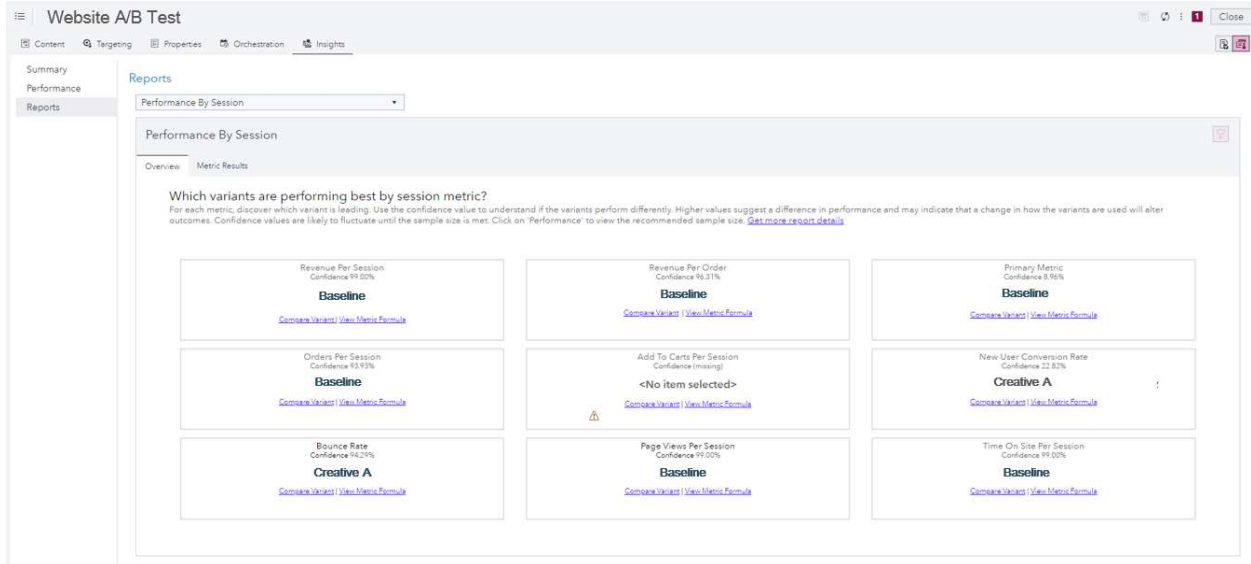 Website A/B Test
1
Close
Content
Targeting
Properties
Orchestration
Insights
Summary
Performance
Reports
Reports
Performance By Session
Performance By Session
Overview
Metric Results
Which variants are performing best by session metric?
For each metric, discover which variant is leading. Use the confidence value to understand if the variants perform differently. Higher values suggest a difference in performance and may indicate that a change in how the variants are used will alter
outcomes. Confidence values are likely to fluctuate until the sample size is met. Click on 'Performance' to view the recommended sample size. Get more report details
Revenue Per Session
Confidence 99.00%
Baseline
Compare Variant | View Metric Formula
Revenue Per Order
Confidence 96.31%
Baseline
Compare Variant | View Metric Formula
Primary Metric
Confidence 8.96%
Baseline
Compare Variant | View Metric Formula
Orders Per Session
Confidence 93.93%
Baseline
Compare Variant | View Metric Formula
Add To Carts Per Session
Confidence (missing)
<No item selected>
Compare Variant | View Metric Formula
New User Conversion Rate
Confidence 22.82%
Creative A
Compare Variant | View Metric Formula
Bounce Rate
Confidence 94.29%
Creative A
Compare Variant | View Metric Formula
Page Views Per Session
Confidence 99.00%
Baseline
Compare Variant | View Metric Formula
Time On Site Per Session
Confidence 99.00%
Baseline
Compare Variant | View Metric Formula